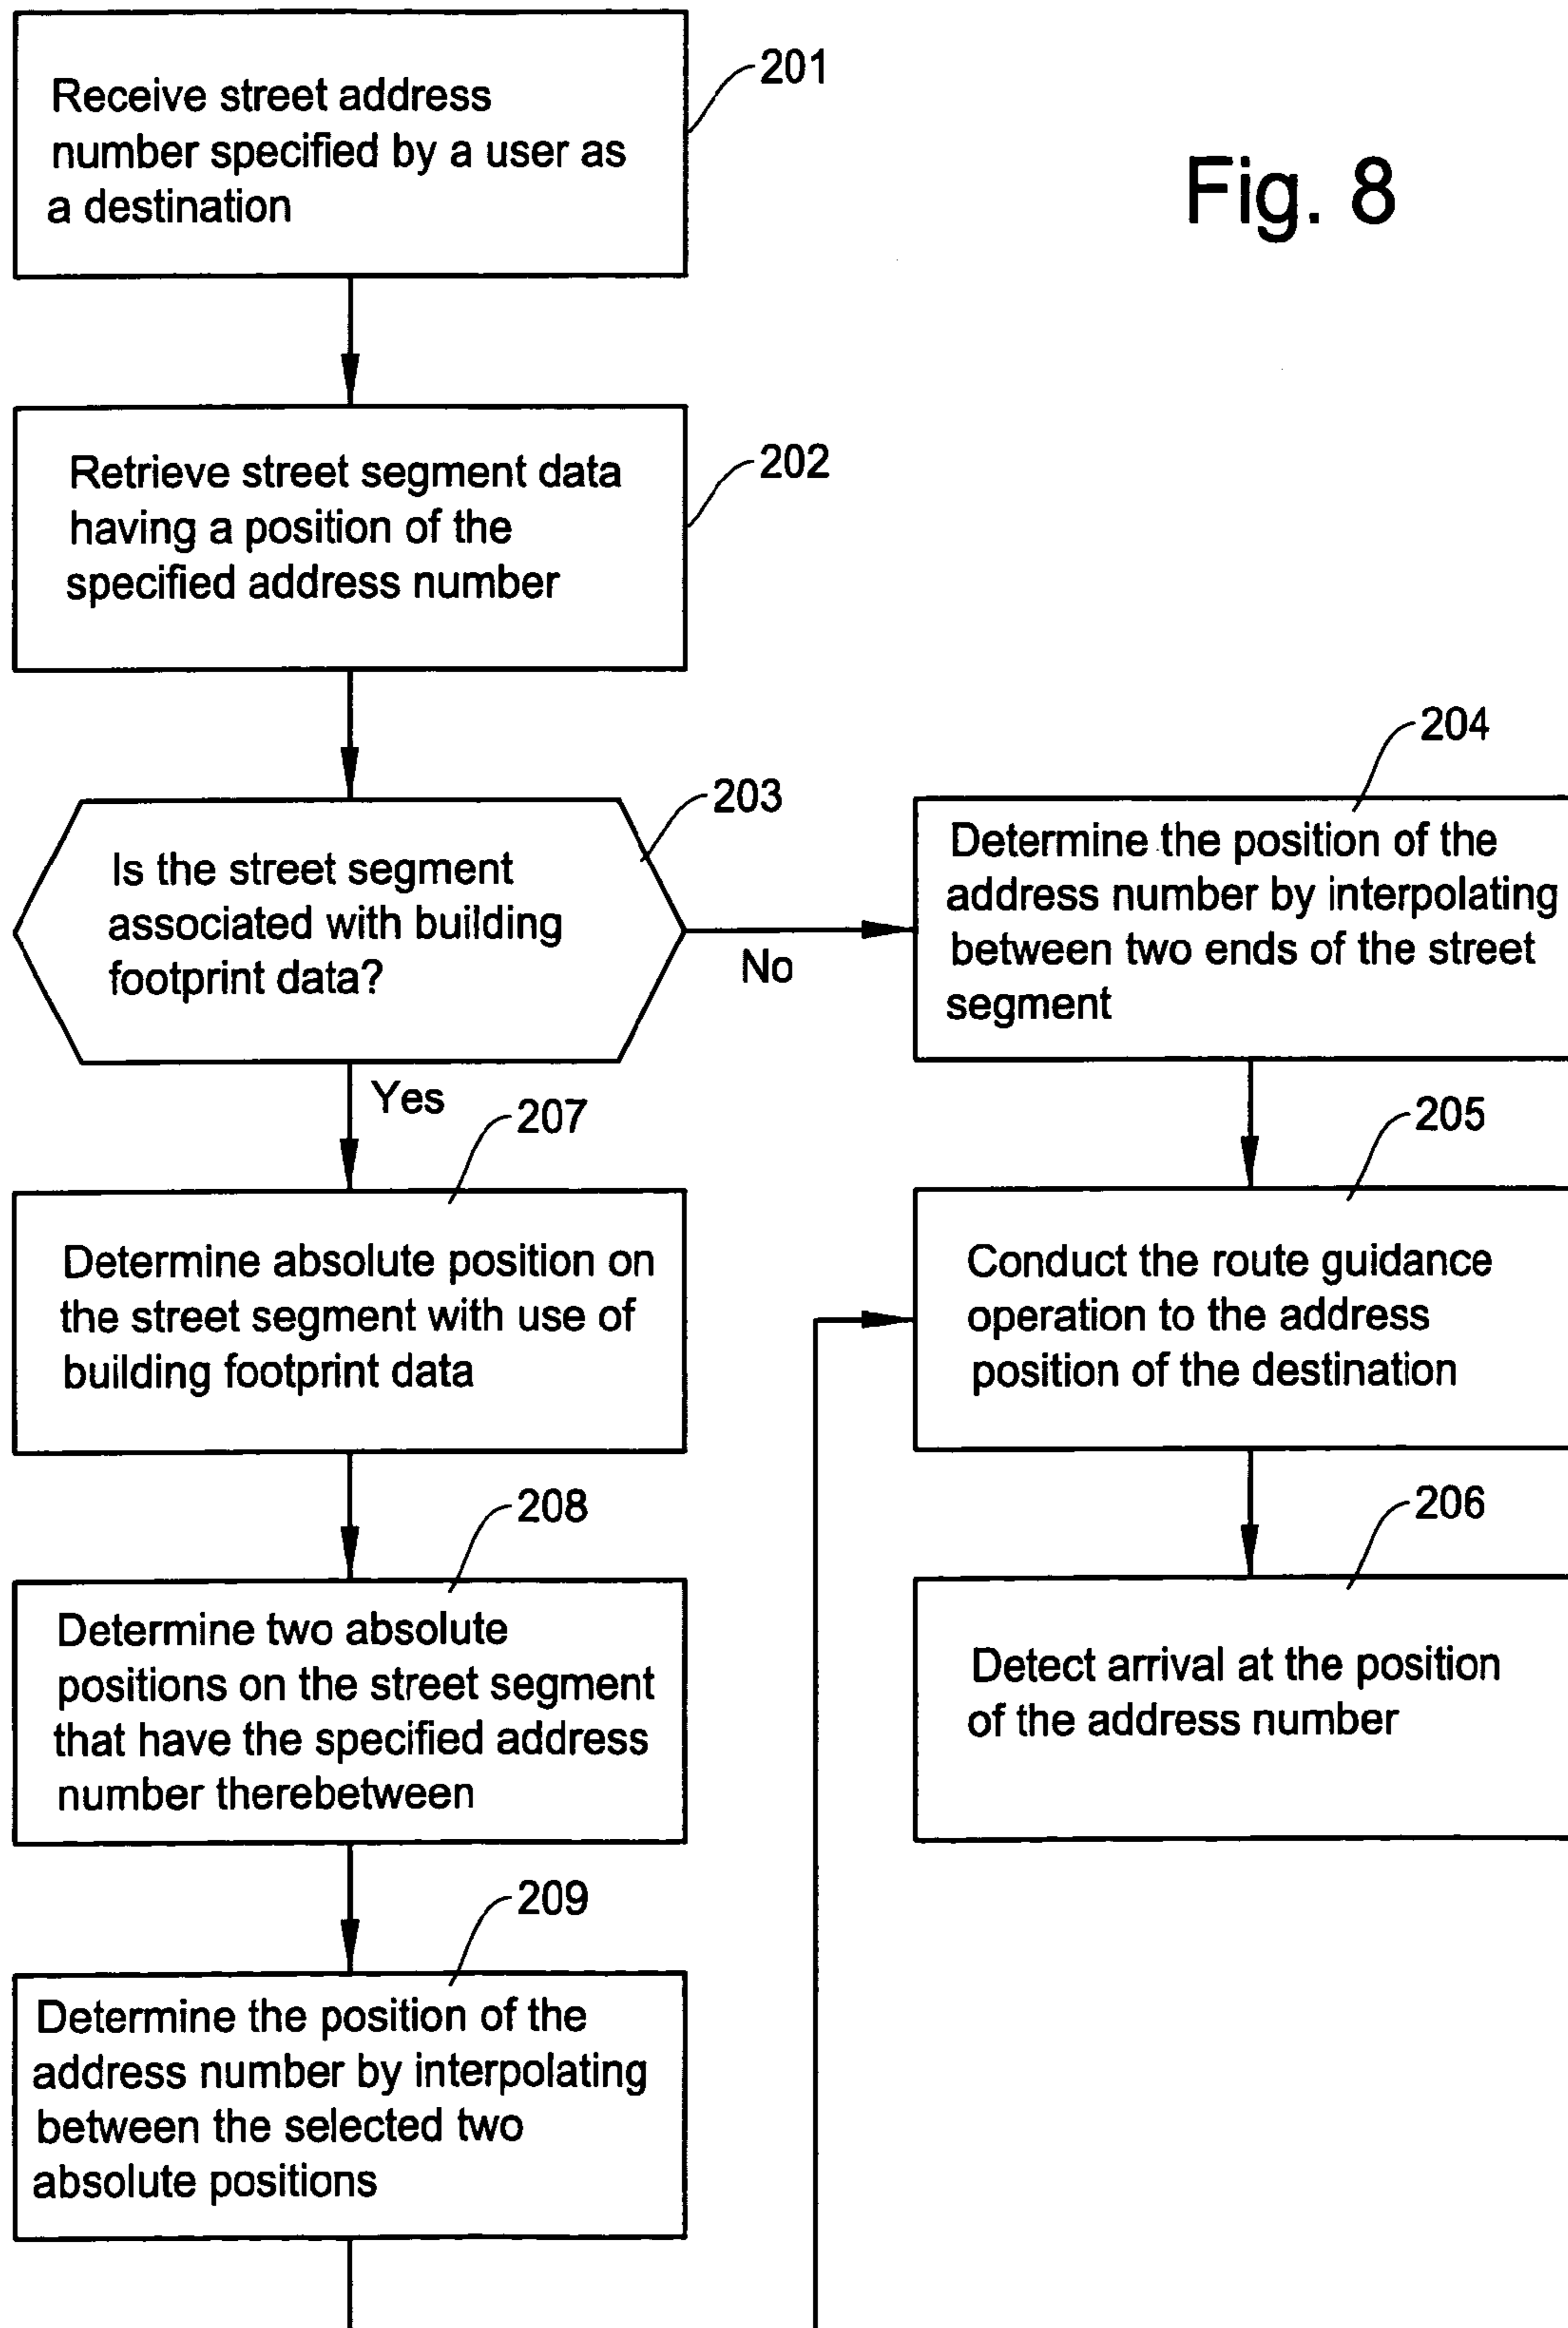 Fig. 8
201
Receive street address
number specified by a user as
a destination
202
Retrieve street segment data
having a position of the
specified address number
203
Is the street segment
associated with building
footprint data?
No
Yes
204
Determine the position of the
address number by interpolating
between two ends of the street
segment
205
Conduct the route guidance
operation to the address
position of the destination
206
Detect arrival at the position
of the address number
207
Determine absolute position on
the street segment with use of
building footprint data
208
Determine two absolute
positions on the street segment
that have the specified address
number therebetween
209
Determine the position of the
address number by interpolating
between the selected two
absolute positions